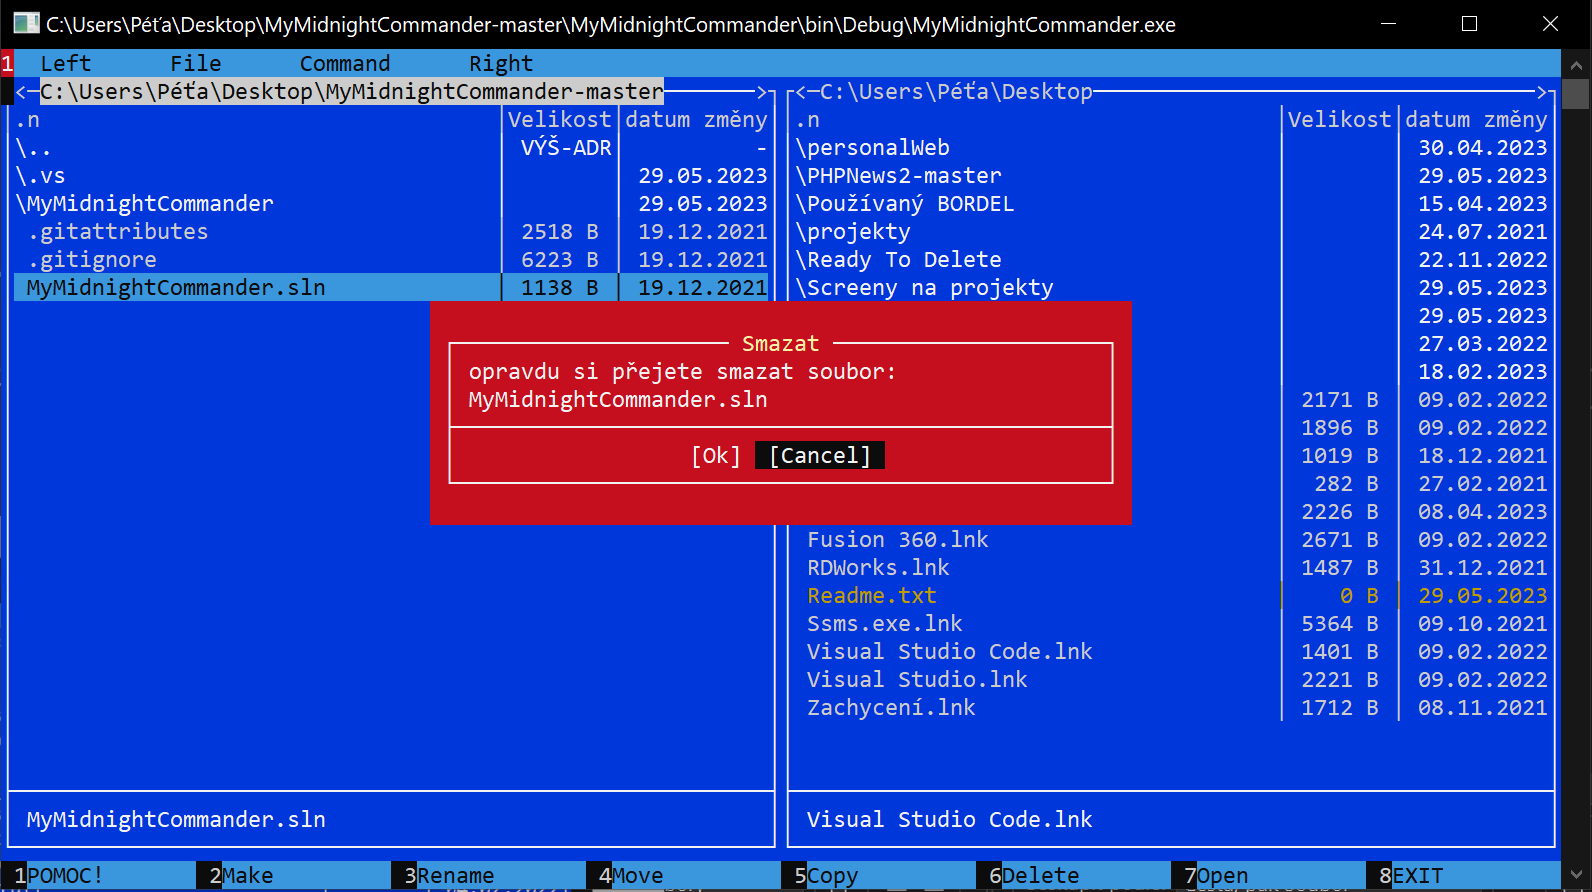 C:\Users\Péťa\Desktop\MyMidnightCommander-master\MyMidnightCommander\bin\Debug\MyMidnightCommander.exe
1 Left File Command Right
<─C:\Users\Péťa\Desktop\MyMidnightCommander-master─>
.n Velikost datum změny
\.. VÝŠ-ADR -
\.vs 29.05.2023
\MyMidnightCommander 29.05.2023
.gitattributes 2518 B 19.12.2021
.gitignore 6223 B 19.12.2021
MyMidnightCommander.sln 1138 B 19.12.2021
MyMidnightCommander.sln
<─C:\Users\Péťa\Desktop─>
.n Velikost datum změny
\personalWeb 30.04.2023
\PHPNews2-master 29.05.2023
\Používaný BORDEL 15.04.2023
\projekty 24.07.2021
\Ready To Delete 22.11.2022
\Screeny na projekty 29.05.2023
29.05.2023
27.03.2022
18.02.2023
2171 B 09.02.2022
1896 B 09.02.2022
1019 B 18.12.2021
282 B 27.02.2021
2226 B 08.04.2023
Fusion 360.lnk 2671 B 09.02.2022
RDWorks.lnk 1487 B 31.12.2021
Readme.txt 0 B 29.05.2023
Ssms.exe.lnk 5364 B 09.10.2021
Visual Studio Code.lnk 1401 B 09.02.2022
Visual Studio.lnk 2221 B 09.02.2022
Zachycení.lnk 1712 B 08.11.2021
Visual Studio Code.lnk
Smazat
opravdu si přejete smazat soubor:
MyMidnightCommander.sln
[Ok] [Cancel]
1POMOC! 2Make 3Rename 4Move 5Copy 6Delete 7Open 8EXIT